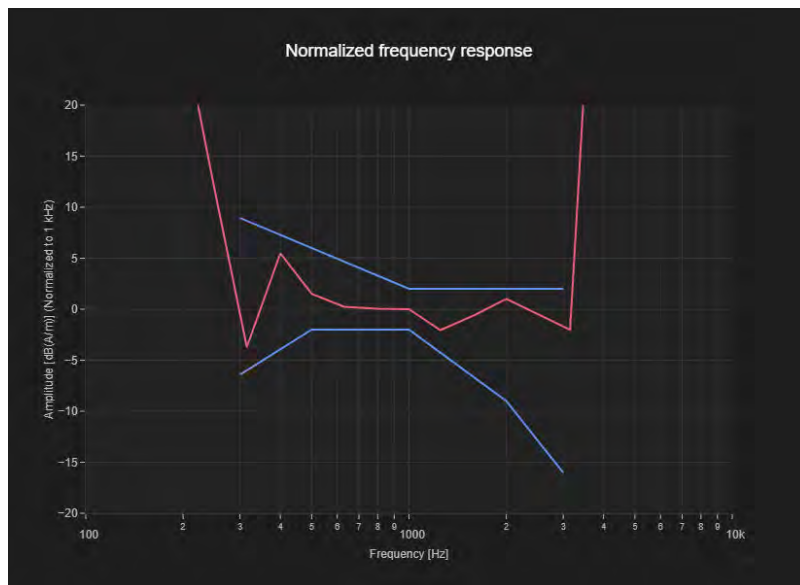 Normalized frequency response
Amplitude [dB(A/m)] (Normalized to 1 kHz)
20
15
10
5
0
−5
−10
−15
−20
100 2 3 4 5 6 7 8 9 1000 2 3 4 5 6 7 8 9 10k
Frequency [Hz]